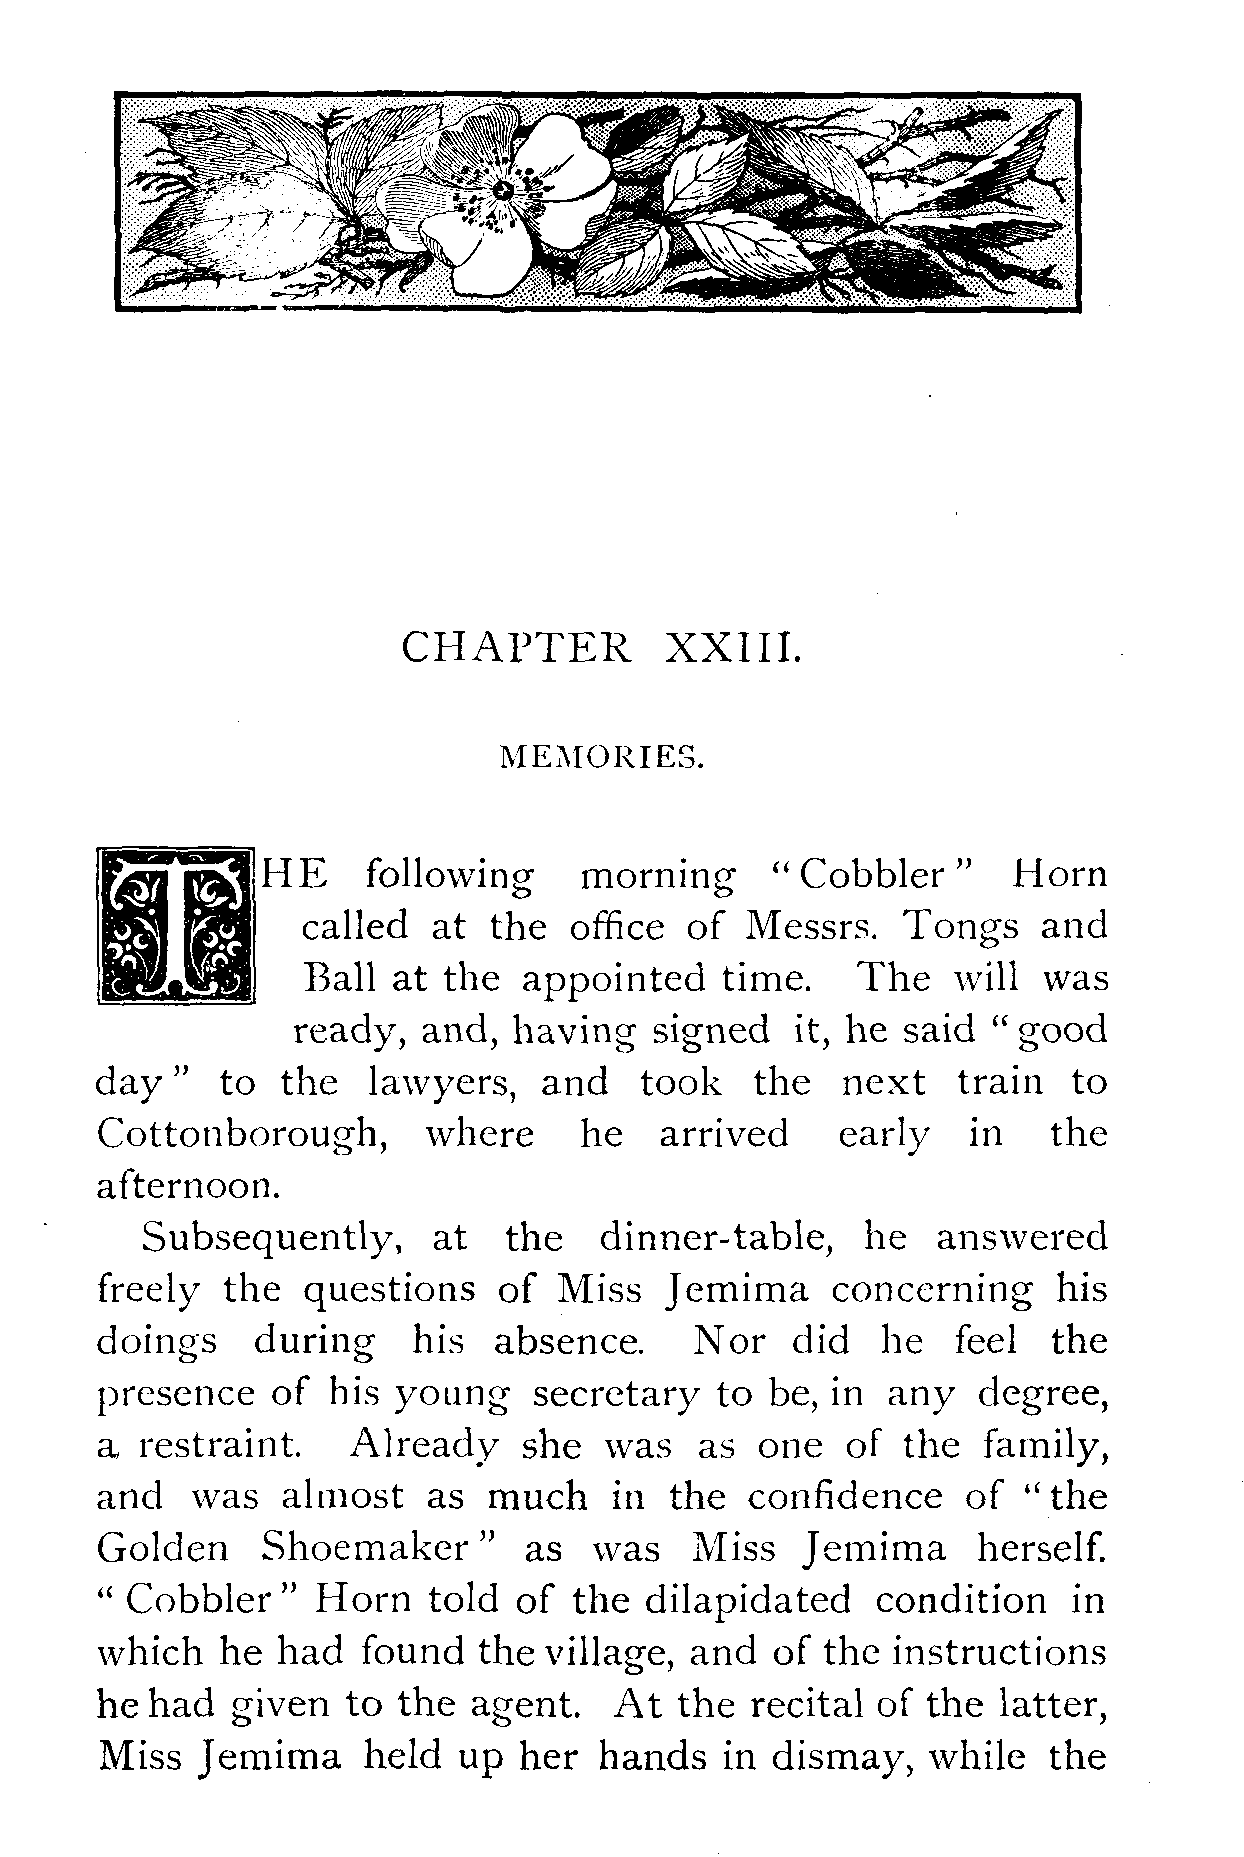 CHAPTER XXIII.
MEMORIES.
THE following morning “Cobbler” Horn
called at the office of Messrs. Tongs and
Ball at the appointed time. The will was
ready, and, having signed it, he said “good
day” to the lawyers, and took the next train to
Cottonborough, where he arrived early in the
afternoon.
Subsequently, at the dinner-table, he answered
freely the questions of Miss Jemima concerning his
doings during his absence. Nor did he feel the
presence of his young secretary to be, in any degree,
a restraint. Already she was as one of the family,
and was almost as much in the confidence of “the
Golden Shoemaker” as was Miss Jemima herself.
“Cobbler” Horn told of the dilapidated condition in
which he had found the village, and of the instructions
he had given to the agent. At the recital of the latter,
Miss Jemima held up her hands in dismay, while the